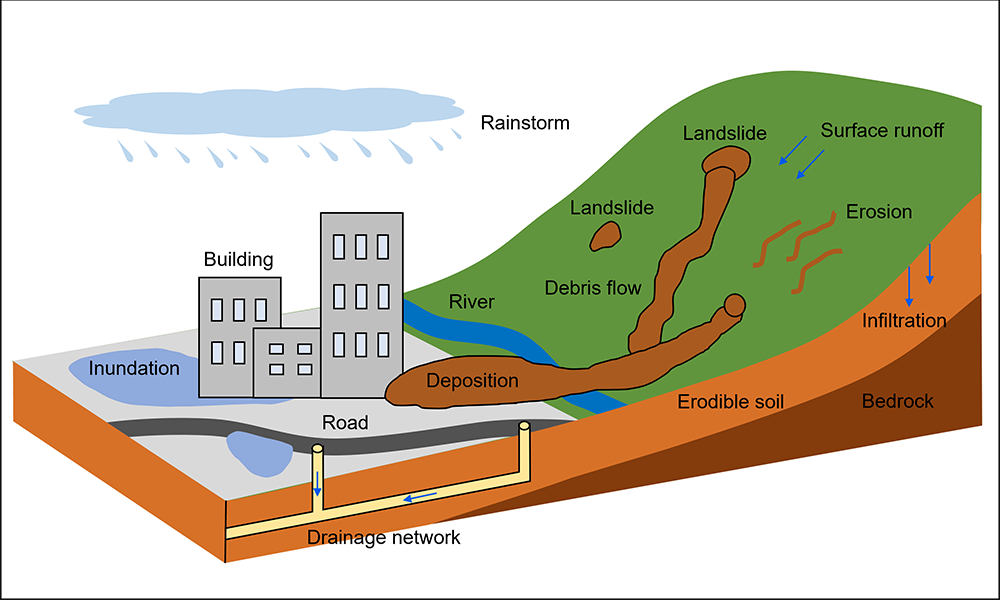 Rainstorm
Landslide
Surface runoff
Landslide
Erosion
Building
Debris flow
River
Infiltration
Inundation
Deposition
Erodible soil
Bedrock
Road
Drainage network